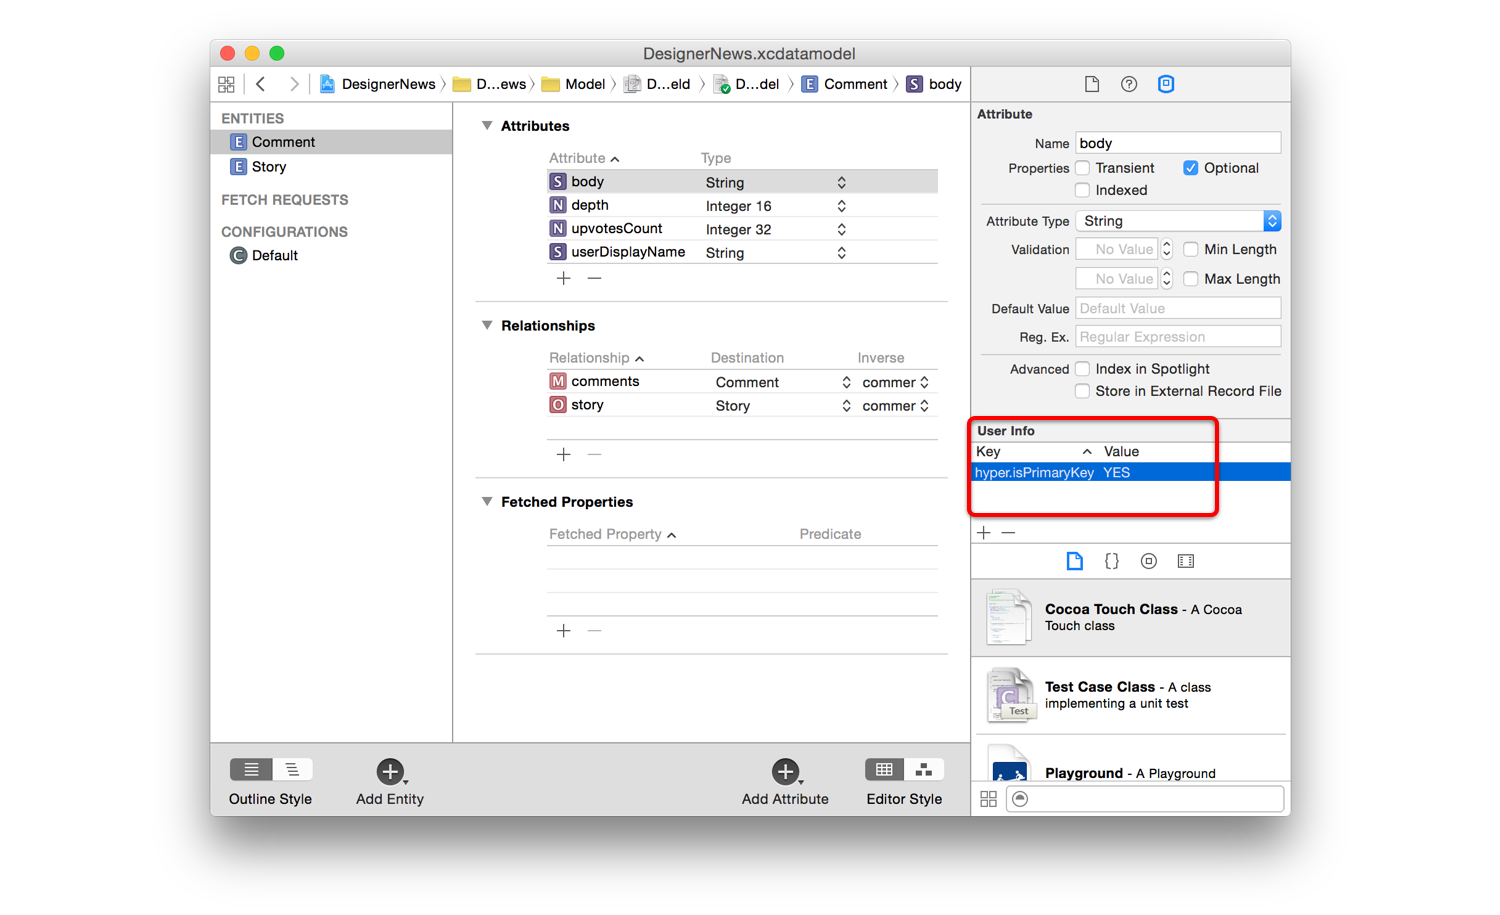 DesignerNews.xcdatamodel
DesignerNews D...ews Model D...eld D...del E Comment S body
ENTITIES
E Comment
E Story
FETCH REQUESTS
CONFIGURATIONS
C Default
Attributes
Attribute Type
S body String
N depth Integer 16
N upvotesCount Integer 32
S userDisplayName String
Relationships
Relationship Destination Inverse
M comments Comment commer
O story Story commer
Fetched Properties
Fetched Property Predicate
Outline Style
Add Entity
Add Attribute
Editor Style
Attribute
Name body
Properties Transient Optional
Indexed
Attribute Type String
Validation No Value Min Length
No Value Max Length
Default Value Default Value
Reg. Ex. Regular Expression
Advanced Index in Spotlight
Store in External Record File
User Info
Key Value
hyper.isPrimaryKey YES
{}
Cocoa Touch Class - A Cocoa
Touch class
C
Test
Test Case Class - A class
implementing a unit test
Playground - A Playground